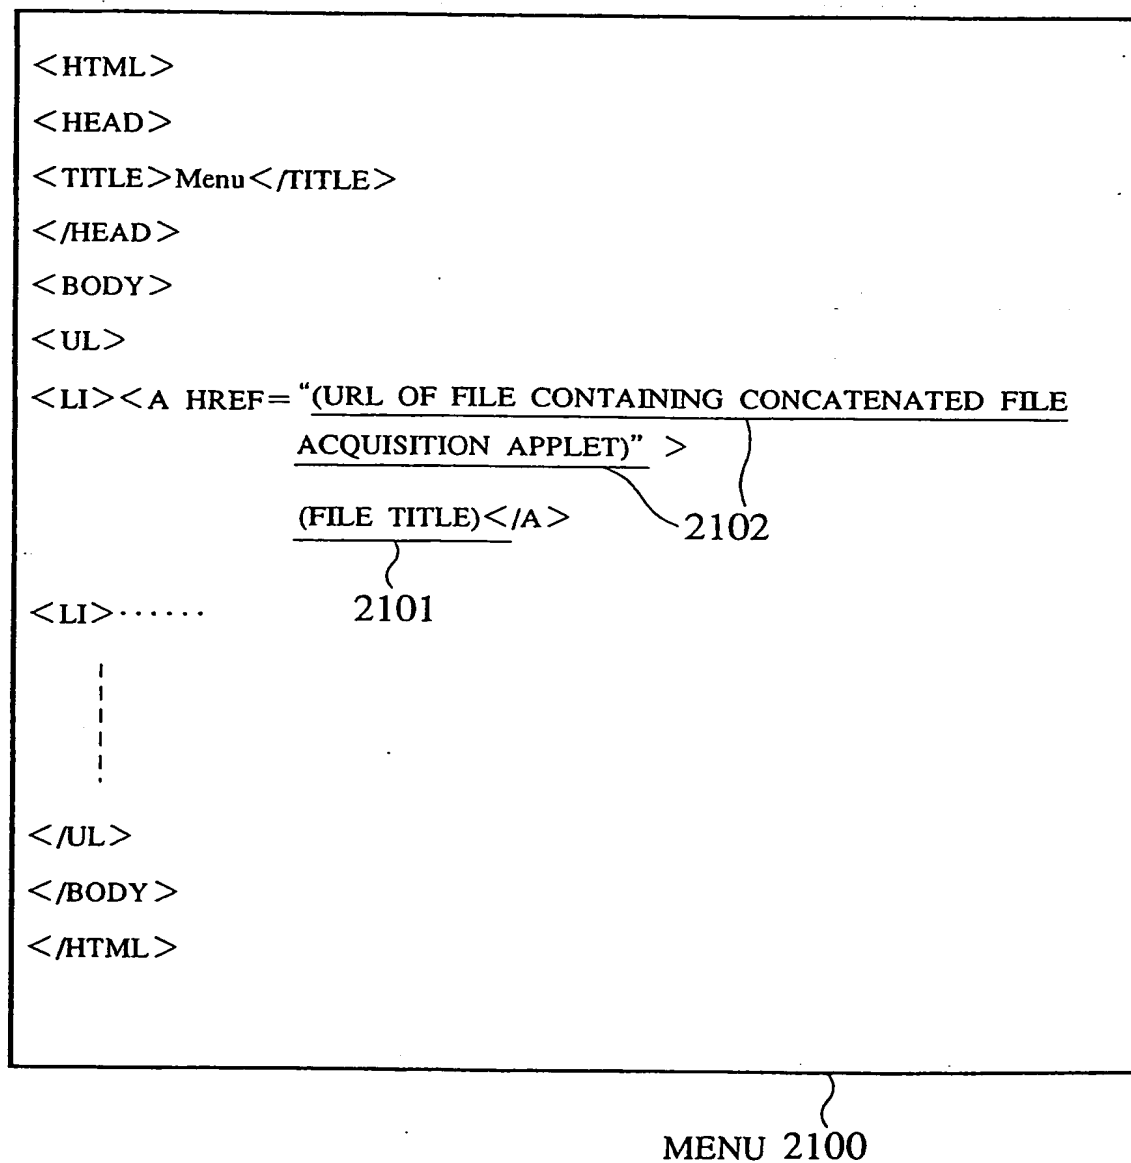 <HTML>
<HEAD>
<TITLE>Menu</TITLE>
</HEAD>
<BODY>
<UL>
<LI><A HREF="(URL OF FILE CONTAINING CONCATENATED FILE
ACQUISITION APPLET)" >
(FILE TITLE)</A>
2102
2101
<LI>······
</UL>
</BODY>
</HTML>
MENU 2100